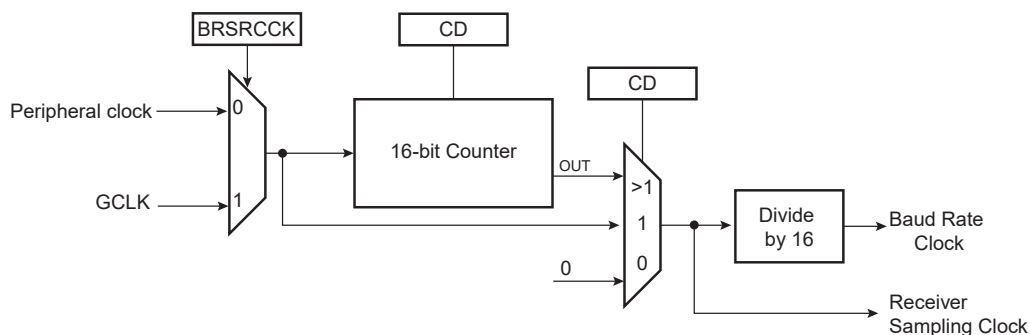 BRSRCCK
CD
CD
Peripheral clock
0
16-bit Counter
OUT
>1
GCLK
1
1
Divide
by 16
Baud Rate
Clock
0
0
Receiver
Sampling Clock